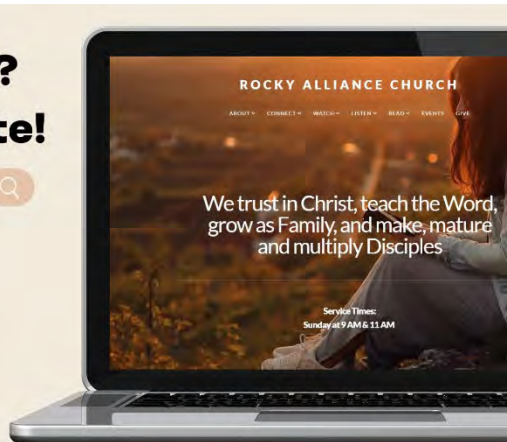 ?
te!
ROCKY ALLIANCE CHURCH
ABOUT CONNECT WATCH LISTEN READ EVENTS GIVE
We trust in Christ, teach the Word,
grow as Family, and make, mature
and multiply Disciples
Service Times:
Sunday at 9 AM & 11 AM